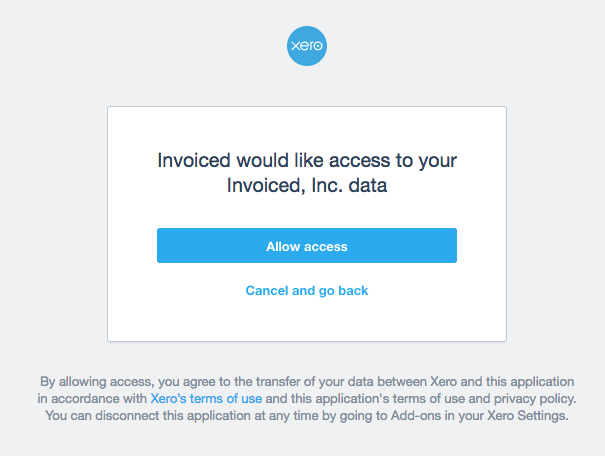 xero
Invoiced would like access to your
Invoiced, Inc. data
Allow access
Cancel and go back
By allowing access, you agree to the transfer of your data between Xero and this application
in accordance with Xero's terms of use and this application's terms of use and privacy policy.
You can disconnect this application at any time by going to Add-ons in your Xero Settings.